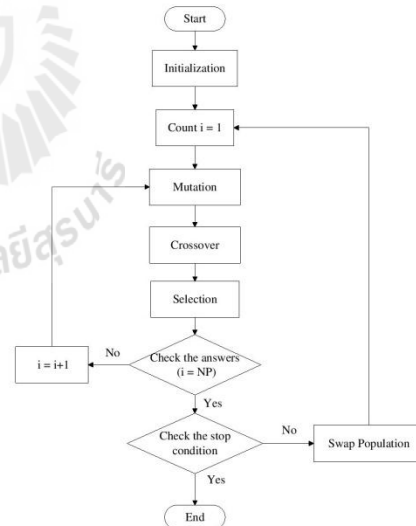 Start
Initialization
Count i = 1
Mutation
Crossover
Selection
Check the answers
(i = NP)
No
i = i+1
Yes
Check the stop
condition
No
Swap Population
Yes
End